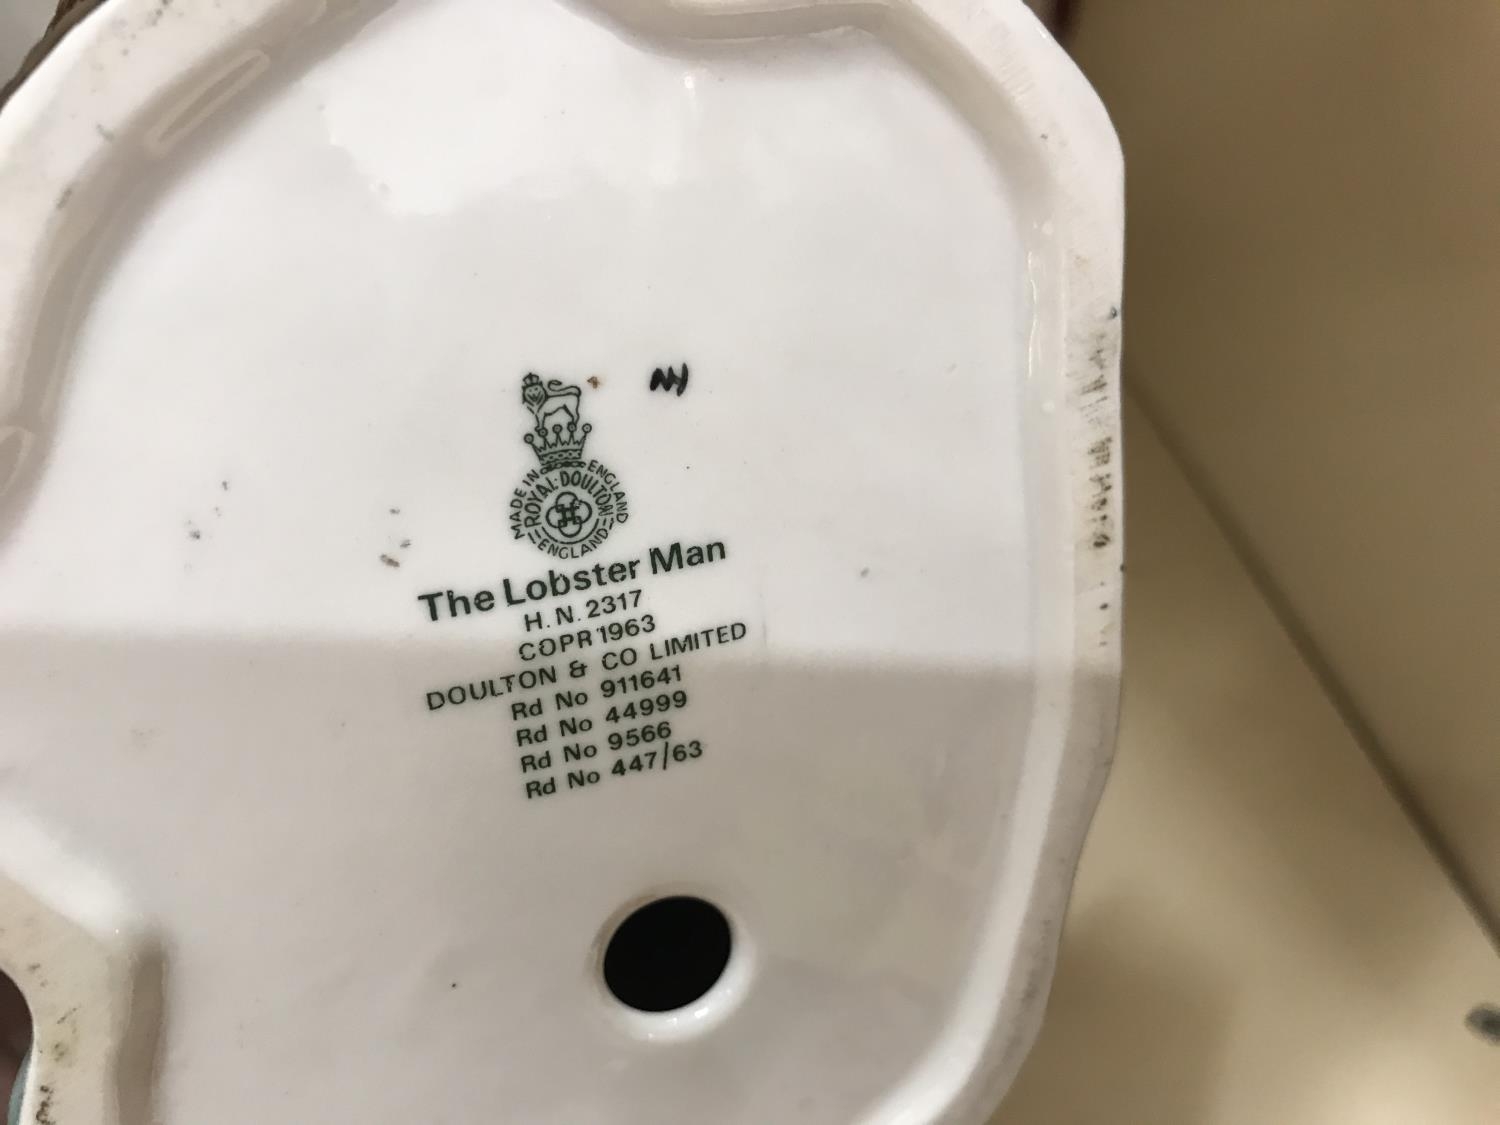 MADE IN ENGLAND
ROYAL DOULTON
ENGLAND
The Lobster Man
H.N. 2317
COPR 1963
DOULTON & CO LIMITED
Rd No 911641
Rd No 44999
Rd No 9566
Rd No 447/63